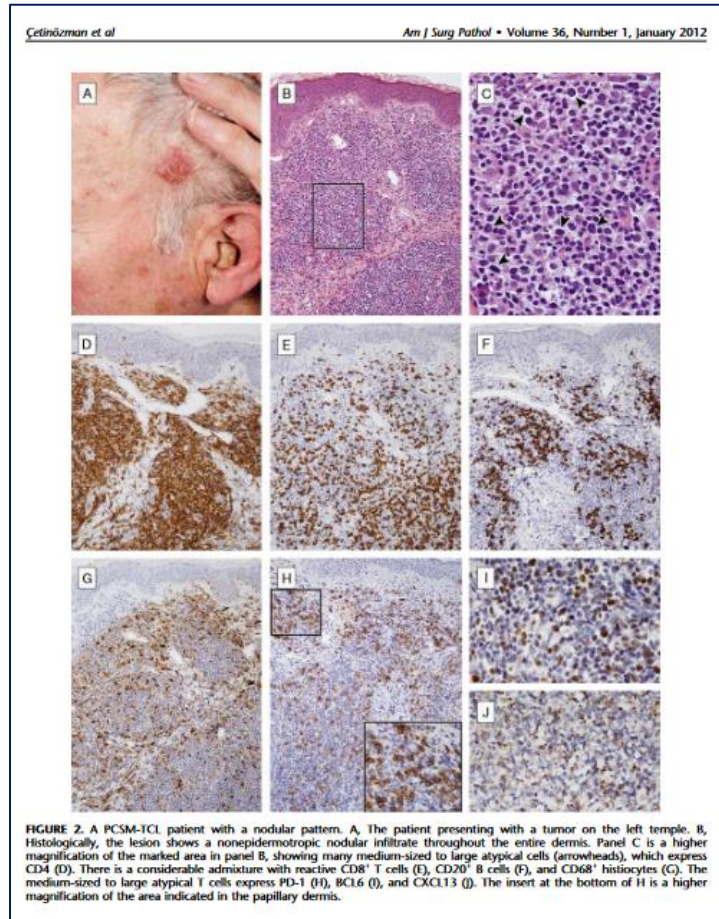 Çetinözman et al
Am J Surg Pathol • Volume 36, Number 1, January 2012
A
B
C
D
E
F
G
H
I
J
FIGURE 2. A PCSM-TCL patient with a nodular pattern. A, The patient presenting with a tumor on the left temple. B,
Histologically, the lesion shows a nonepidermotropic nodular infiltrate throughout the entire dermis. Panel C is a higher
magnification of the marked area in panel B, showing many medium-sized to large atypical cells (arrowheads), which express
CD4 (D). There is a considerable admixture with reactive CD8⁺ T cells (E), CD20⁺ B cells (F), and CD68⁺ histiocytes (G). The
medium-sized to large atypical T cells express PD-1 (H), BCL6 (I), and CXCL13 (J). The insert at the bottom of H is a higher
magnification of the area indicated in the papillary dermis.